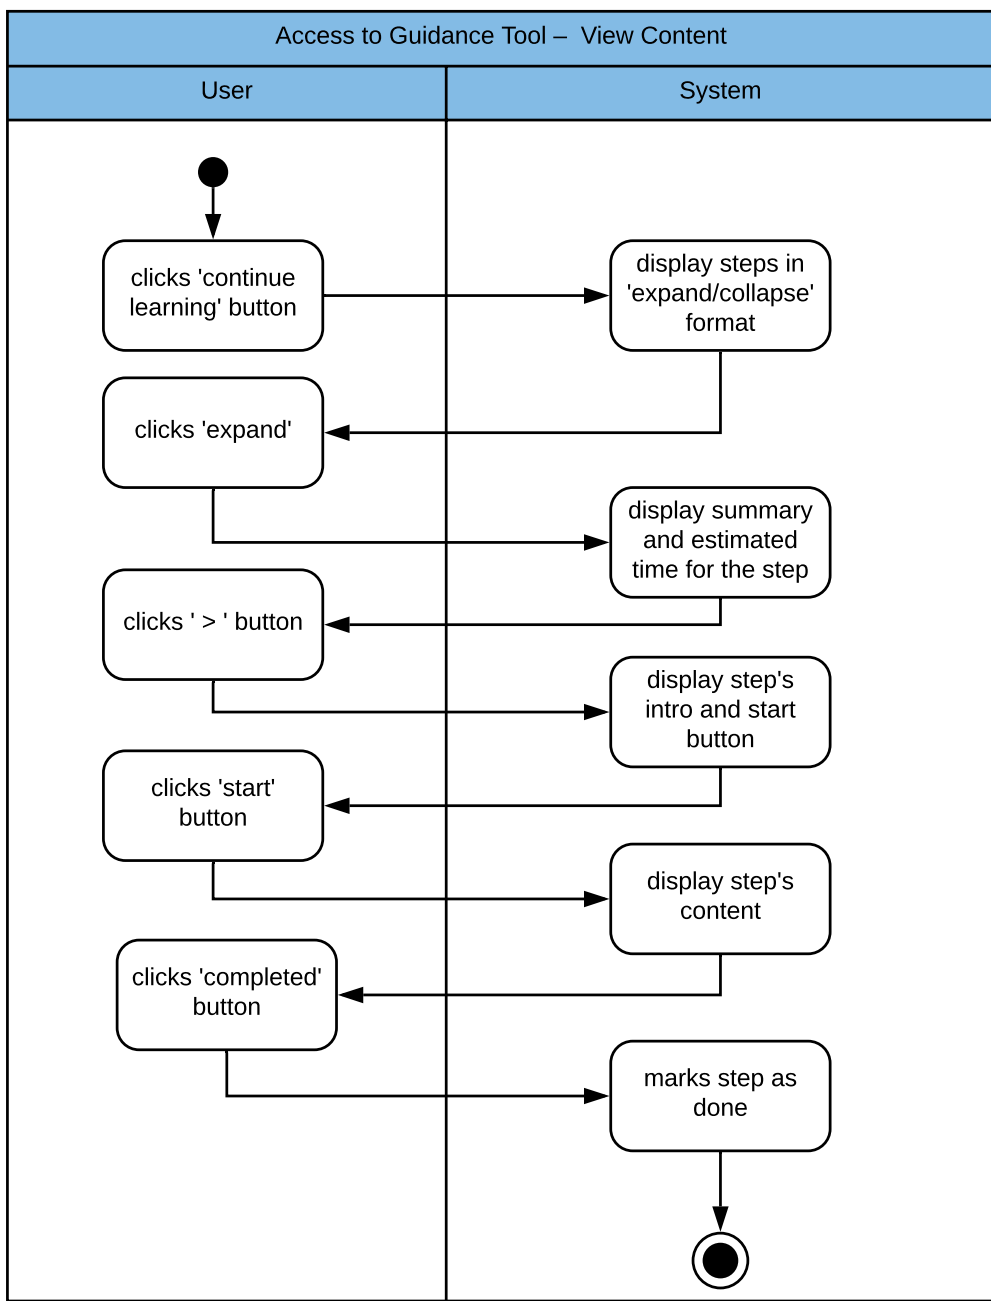 Access to Guidance Tool –  View Content
User
System
clicks 'continue
learning' button
display steps in
'expand/collapse'
format
clicks 'expand'
display summary
and estimated
time for the step
clicks ' > ' button
display step's
intro and start
button
clicks 'start'
button
display step's
content
clicks 'completed'
button
marks step as
done